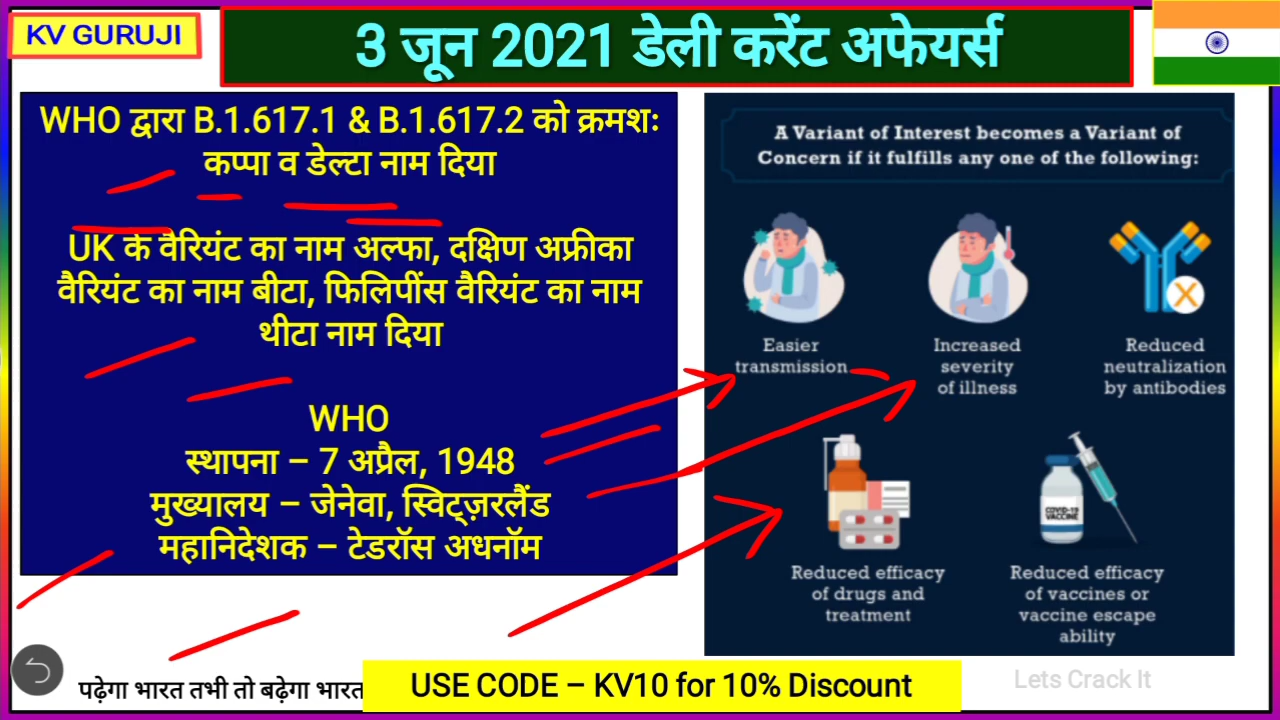 KV GURUJI
3 जून 2021 डेली करेंट अफेयर्स
WHO द्वारा B.1.617.1 & B.1.617.2 को क्रमशः
कप्पा व डेल्टा नाम दिया
UK के वैरियंट का नाम अल्फा, दक्षिण अफ्रीका
वैरियंट का नाम बीटा, फिलिपींस वैरियंट का नाम
थीटा नाम दिया
WHO
स्थापना – 7 अप्रैल, 1948
मुख्यालय – जेनेवा, स्विट्ज़रलैंड
महानिदेशक – टेडरॉस अधनॉम
A Variant of Interest becomes a Variant of
Concern if it fulfills any one of the following:
Easier
transmission
Increased
severity
of illness
Reduced
neutralization
by antibodies
Reduced efficacy
of drugs and
treatment
COVID-19
VACCINE
Reduced efficacy
of vaccines or
vaccine escape
ability
पढ़ेगा भारत तभी तो बढ़ेगा भारत
USE CODE – KV10 for 10% Discount
Lets Crack It